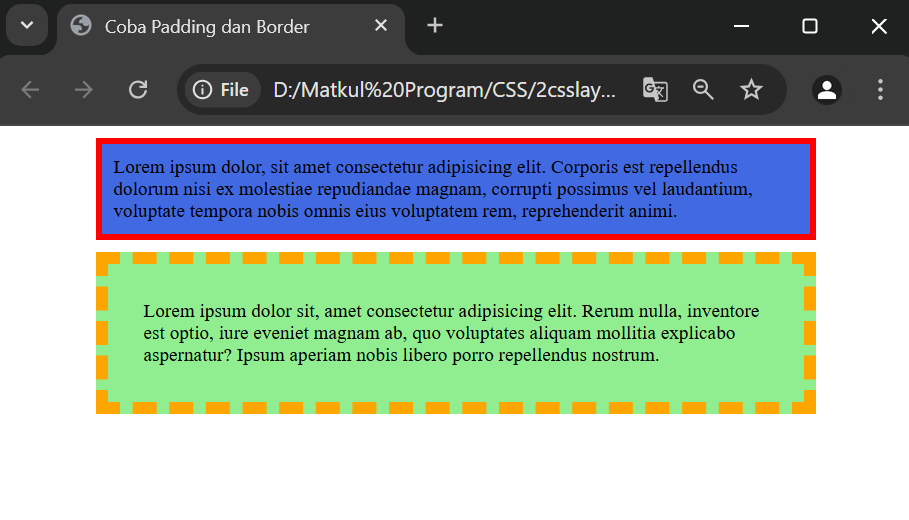 Coba Padding dan Border
File
D:/Matkul%20Program/CSS/2csslay...
Lorem ipsum dolor, sit amet consectetur adipisicing elit. Corporis est repellendus
dolorum nisi ex molestiae repudiandae magnam, corrupti possimus vel laudantium,
voluptate tempora nobis omnis eius voluptatem rem, reprehenderit animi.
Lorem ipsum dolor sit, amet consectetur adipisicing elit. Rerum nulla, inventore
est optio, iure eveniet magnam ab, quo voluptates aliquam mollitia explicabo
aspernatur? Ipsum aperiam nobis libero porro repellendus nostrum.